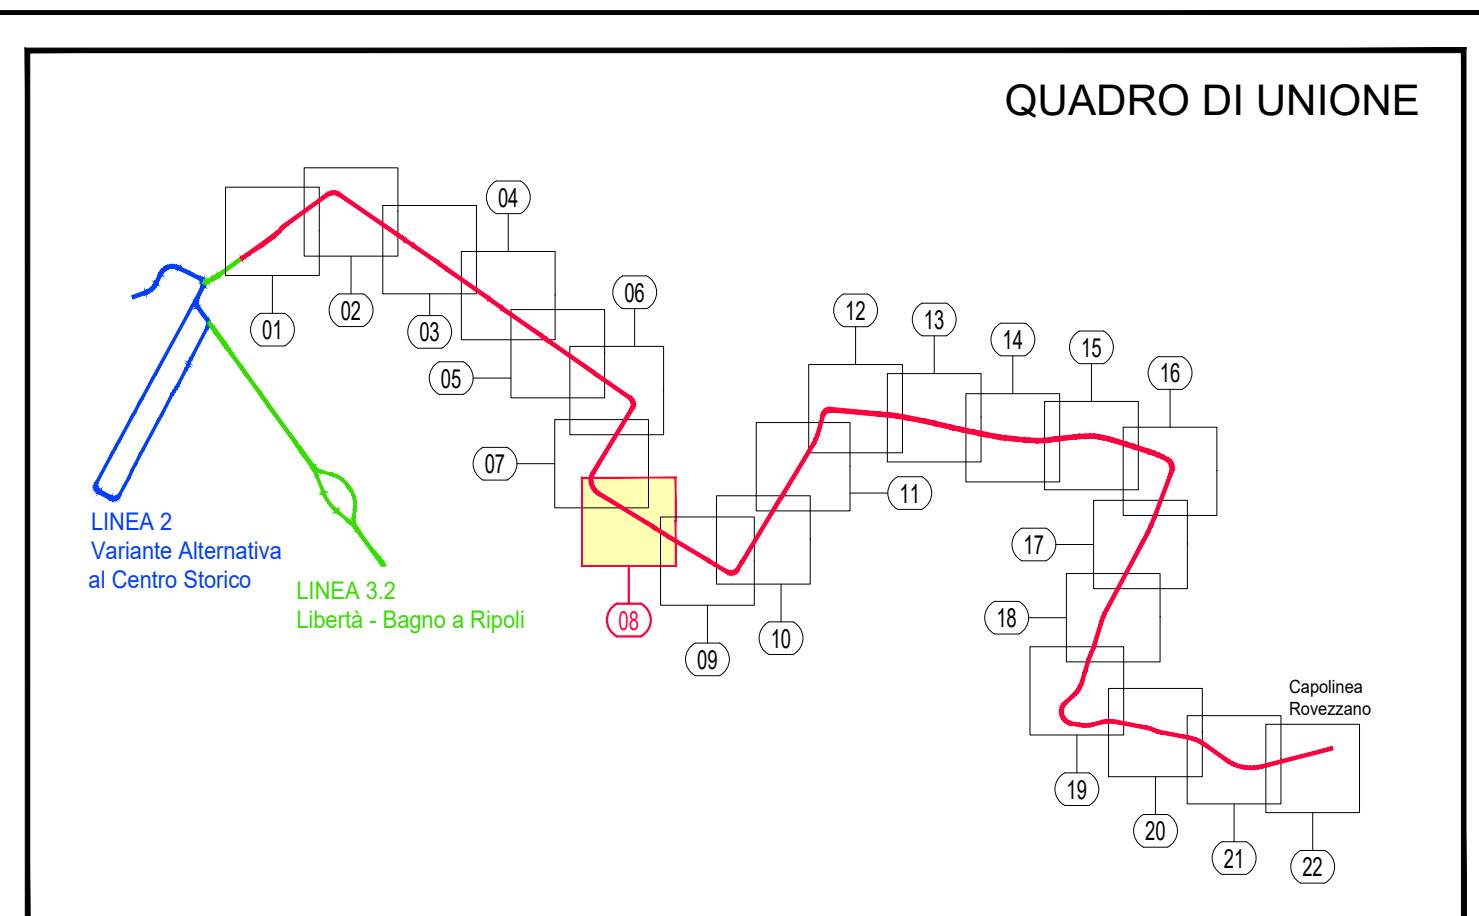 QUADRO DI UNIONE
04
06
12
13
14
15
16
01
02
03
05
07
11
17
18
08
09
10
LINEA 2
Variante Alternativa
al Centro Storico
LINEA 3.2
Libertà - Bagno a Ripoli
Capolinea
Rovezzano
19
20
21
22